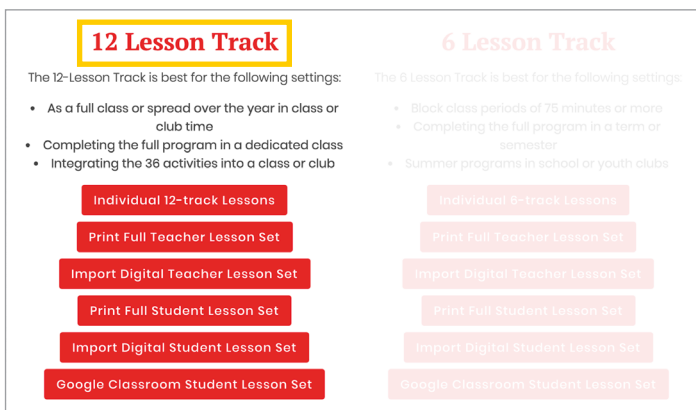 12 Lesson Track
The 12-Lesson Track is best for the following settings:
• As a full class or spread over the year in class or
club time
• Completing the full program in a dedicated class
• Integrating the 36 activities into a class or club
Individual 12-track Lessons
Print Full Teacher Lesson Set
Import Digital Teacher Lesson Set
Print Full Student Lesson Set
Import Digital Student Lesson Set
Google Classroom Student Lesson Set
6 Lesson Track
The 6 Lesson Track is best for the following settings:
• Block class periods of 75 minutes or more
• Completing the full program in a term or
semester
• Summer programs in school or youth clubs
Individual 6-track Lessons
Print Full Teacher Lesson Set
Import Digital Teacher Lesson Set
Print Full Student Lesson Set
Import Digital Student Lesson Set
Google Classroom Student Lesson Set